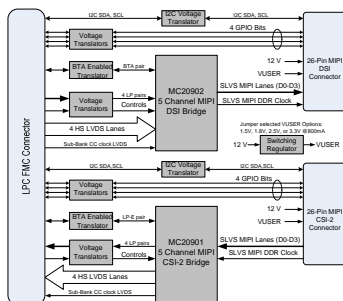 I2C SDA, SCL
I2C Voltage
Translator
I2C SDA, SCL
4 GPIO Bits
Voltage
Translators
26-Pin MIPI
DSI
Connector
12 V
VUSER
BTA Enabled
Translator
BTA pair
MC20902
5 Channel MIPI
DSI Bridge
SLVS MIPI Lanes (D0-D3)
SLVS MIPI DDR Clock
Voltage
Translators
4 LP pairs
Controls
4 HS LVDS Lanes
Sub-Bank CC clock LVDS
Jumper selected VUSER Options:
1.5V, 1.8V, 2.5V, or 3.3V @800mA
12 V
Switching
Regulator
VUSER
LPC FMC Connector
I2C SDA, SCL
I2C Voltage
Translator
I2C SDA,SCL
4 GPIO Bits
Voltage
Translators
12 V
VUSER
26-Pin MIPI
CSI-2
Connector
BTA Enabled
Translator
LP-E pair
MC20901
5 Channel MIPI
CSI-2 Bridge
SLVS MIPI Lanes (D0-D3)
SLVS MIPI DDR Clock
Voltage
Translators
4 LP pairs
Controls
4 HS LVDS Lanes
Sub-Bank CC clock LVDS